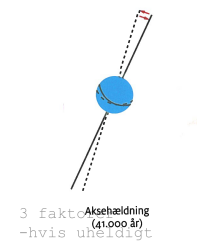 3 faktorer
Aksehældning
(41.000 år)
-hvis uheldigt